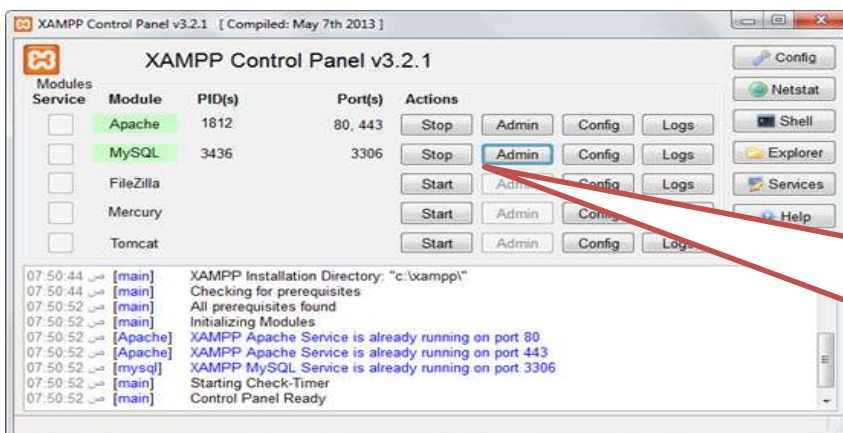 XAMPP Control Panel v3.2.1 [ Compiled: May 7th 2013 ]
XAMPP Control Panel v3.2.1
Config
Modules
Service Module PID(s) Port(s) Actions
Netstat
Apache 1812 80, 443 Stop Admin Config Logs
Shell
MySQL 3436 3306 Stop Admin Config Logs
Explorer
FileZilla Start Admin Config Logs
Services
Mercury Start Admin Config
Help
Tomcat Start Admin Config Logs
07:50:44 ص [main] XAMPP Installation Directory: "c:\xampp\"
07:50:44 ص [main] Checking for prerequisites
07:50:52 ص [main] All prerequisites found
07:50:52 ص [main] Initializing Modules
07:50:52 ص [Apache] XAMPP Apache Service is already running on port 80
07:50:52 ص [Apache] XAMPP Apache Service is already running on port 443
07:50:52 ص [mysql] XAMPP MySQL Service is already running on port 3306
07:50:52 ص [main] Starting Check-Timer
07:50:52 ص [main] Control Panel Ready